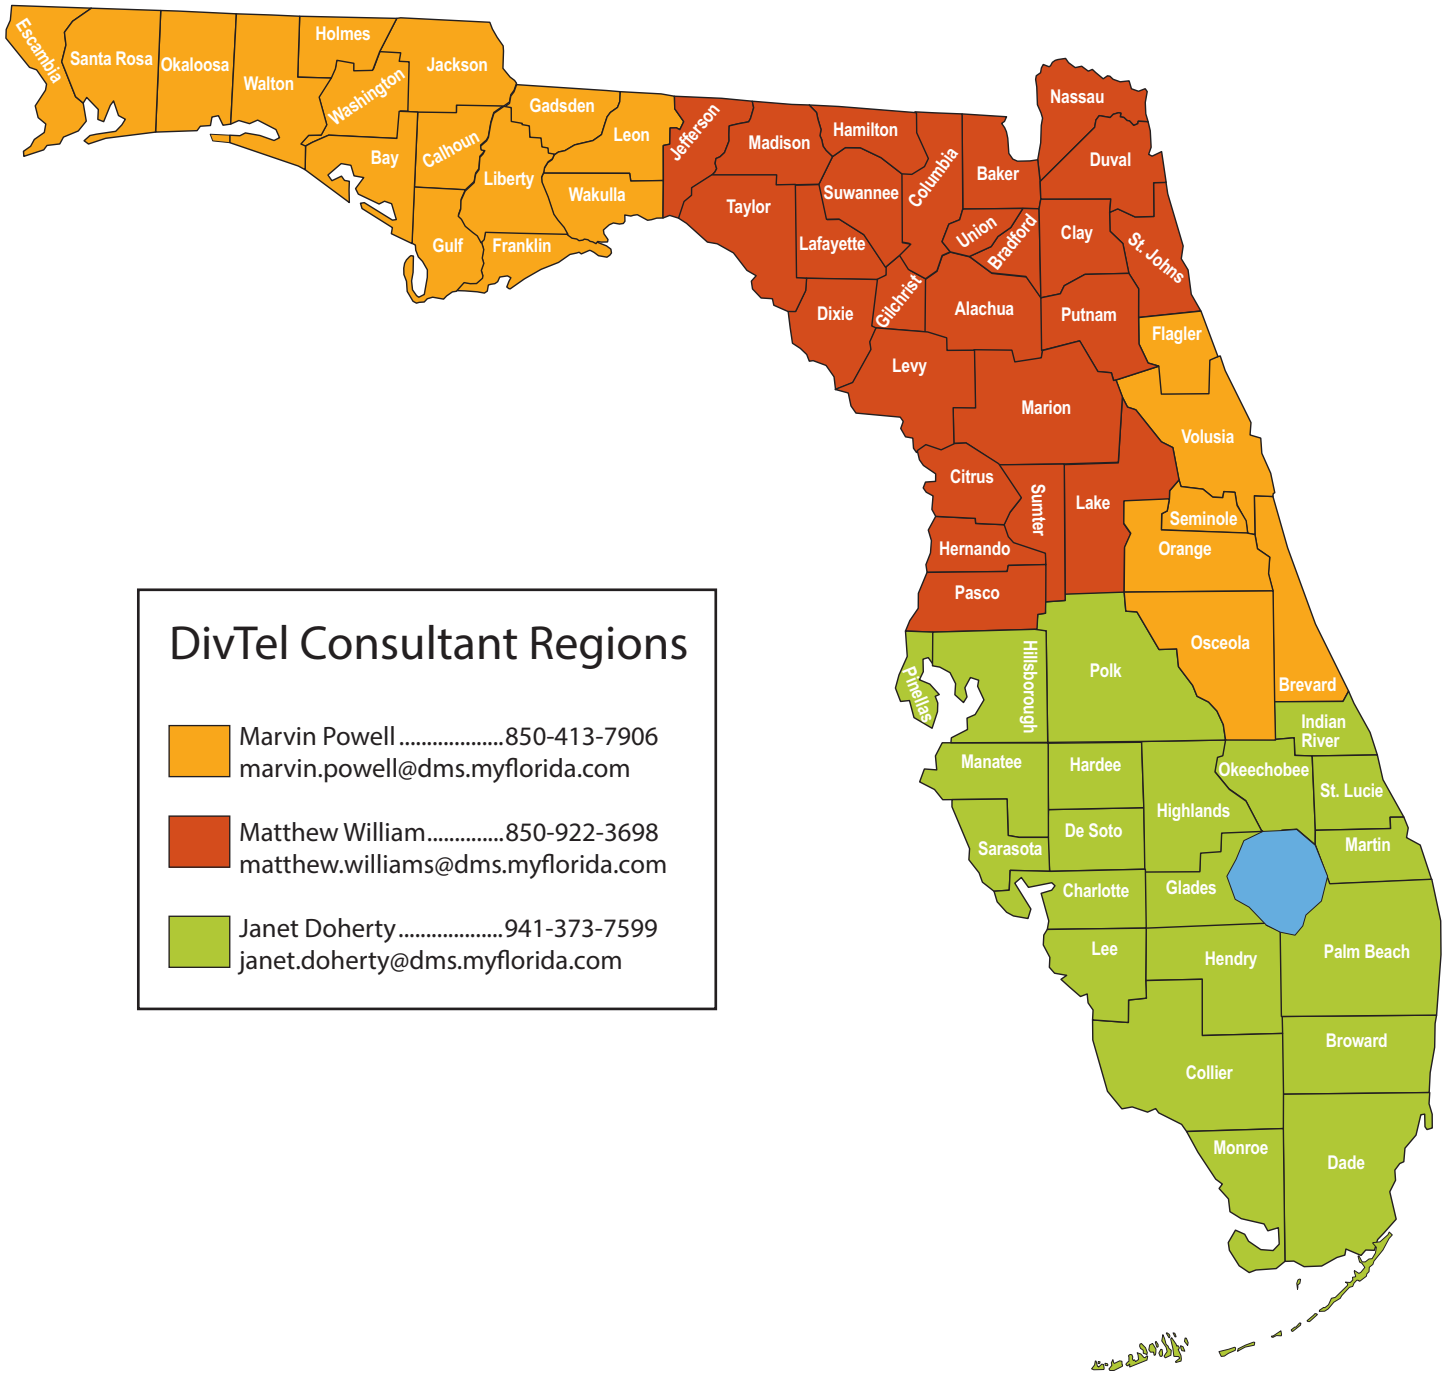 Escambia
Santa Rosa
Okaloosa
Walton
Holmes
Washington
Jackson
Bay
Calhoun
Gulf
Liberty
Gadsden
Franklin
Leon
Wakulla
Jefferson
Madison
Taylor
Hamilton
Suwannee
Lafayette
Dixie
Columbia
Gilchrist
Baker
Union
Bradford
Alachua
Levy
Nassau
Duval
Clay
St. Johns
Putnam
Flagler
Marion
Volusia
Citrus
Sumter
Lake
Seminole
Orange
Hernando
Pasco
Osceola
Brevard
Pinellas
Hillsborough
Polk
Indian
River
Manatee
Hardee
Highlands
Okeechobee
St. Lucie
Sarasota
De Soto
Martin
Charlotte
Glades
Lee
Hendry
Palm Beach
Collier
Broward
Monroe
Dade
DivTel Consultant Regions
Marvin Powell ...................850-413-7906
marvin.powell@dms.myflorida.com
Matthew William..............850-922-3698
matthew.williams@dms.myflorida.com
Janet Doherty ...................941-373-7599
janet.doherty@dms.myflorida.com